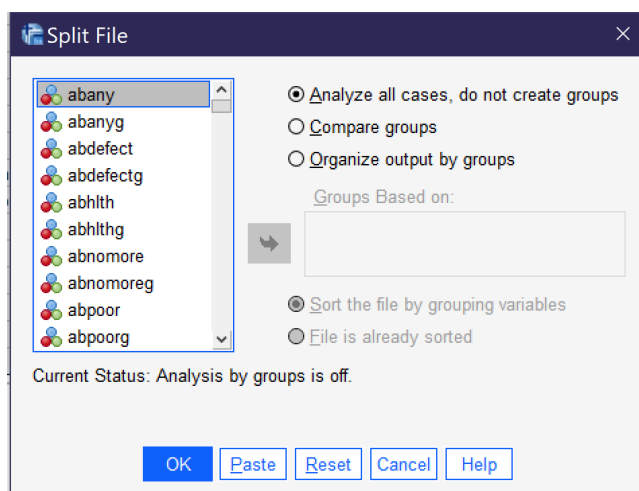 Split File
abany
abanyg
abdefect
abdefectg
abhlth
abhlthg
abnomore
abnomoreg
abpoor
abpoorg
Analyze all cases, do not create groups
Compare groups
Organize output by groups
Groups Based on:
Sort the file by grouping variables
File is already sorted
Current Status: Analysis by groups is off.
OK
Paste
Reset
Cancel
Help